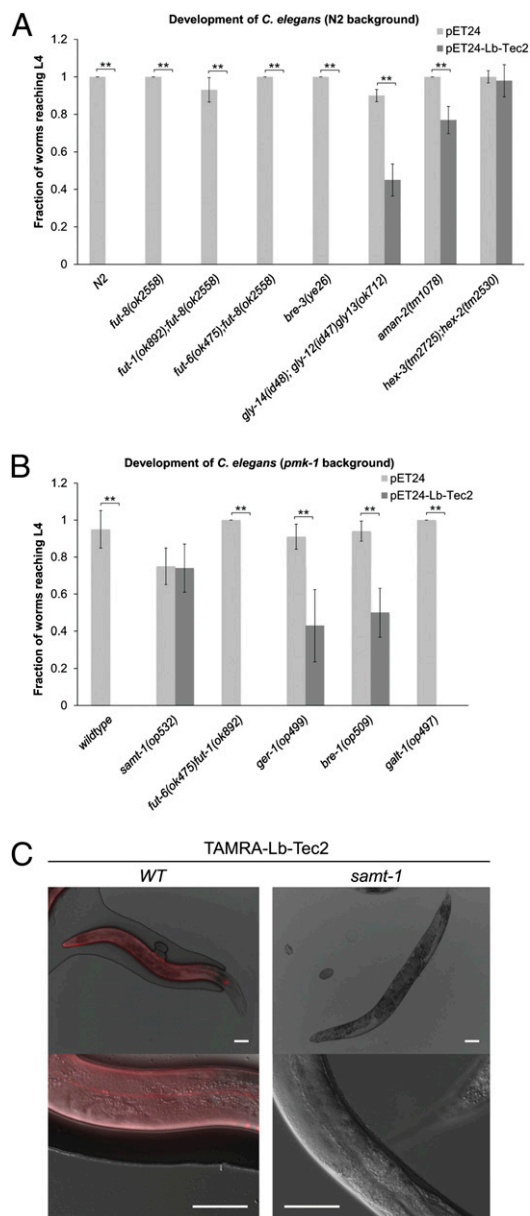 A
Development of C. elegans (N2 background)
pET24
pET24-Lb-Tec2
Fraction of worms reaching L4
1.2
1
0.8
0.6
0.4
0.2
0
** ** ** ** ** ** **
N2
fut-8(ok2558)
fut-1(ok892);fut-8(ok2558)
fut-6(ok475);fut-8(ok2558)
bre-3(ye26)
gly-14(id48); gly-12(id47)gly13(ok712)
aman-2(tm1078)
hex-3(tm2725);hex-2(tm2530)
B
Development of C. elegans (pmk-1 background)
pET24
pET24-Lb-Tec2
Fraction of worms reaching L4
1.2
1
0.8
0.6
0.4
0.2
0
** ** ** ** **
wildtype
samt-1(op532)
fut-6(ok475)fut-1(ok892)
ger-1(op499)
bre-1(op509)
galt-1(op497)
C
TAMRA-Lb-Tec2
WT
samt-1